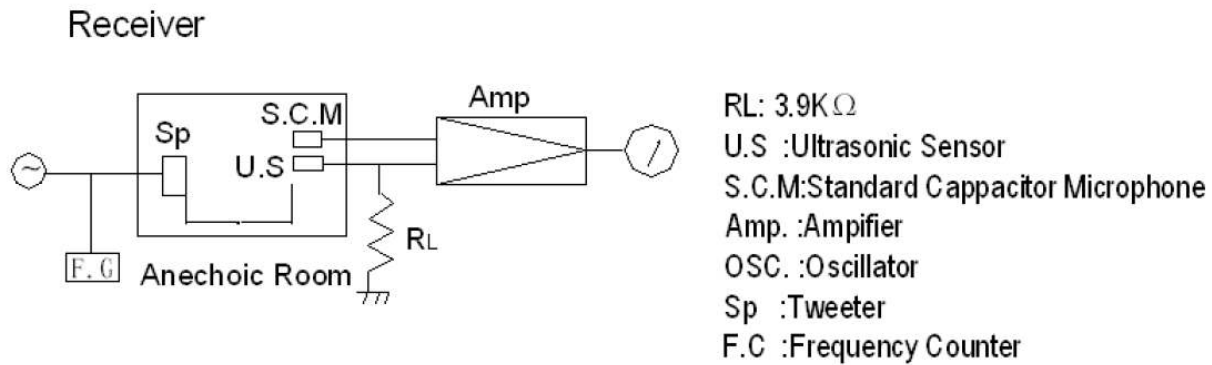 Receiver
S.C.M
Amp
Sp
U.S
RL
F.G
Anechoic Room
RL: 3.9KΩ
U.S :Ultrasonic Sensor
S.C.M:Standard Cappacitor Microphone
Amp. :Ampifier
OSC. :Oscillator
Sp :Tweeter
F.C :Frequency Counter